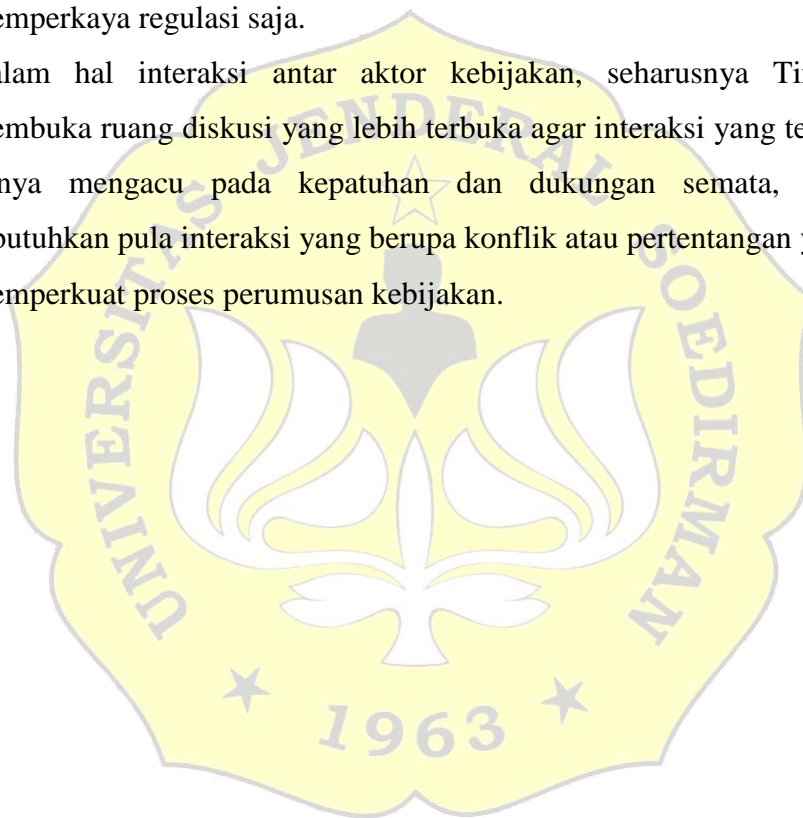 emperkaya regulasi saja.
alam hal interaksi antar aktor kebijakan, seharusnya
embuka ruang diskusi yang lebih terbuka agar interaksi yang te
nya mengacu pada kepatuhan dan dukungan semata,
butuhkan pula interaksi yang berupa konflik atau pertentangan y
emperkuat proses perumusan kebijakan.
UNIVERSITAS JENDERAL SOEDIRMAN
1963